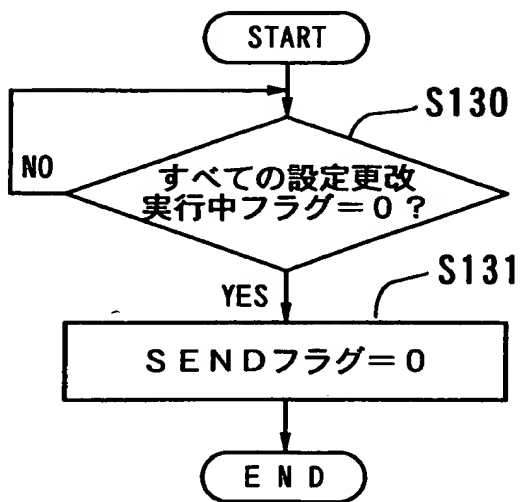 START
S130
NO
すべての設定更改
実行中フラグ＝０？
S131
YES
ＳＥＮＤフラグ＝０
ＥＮＤ